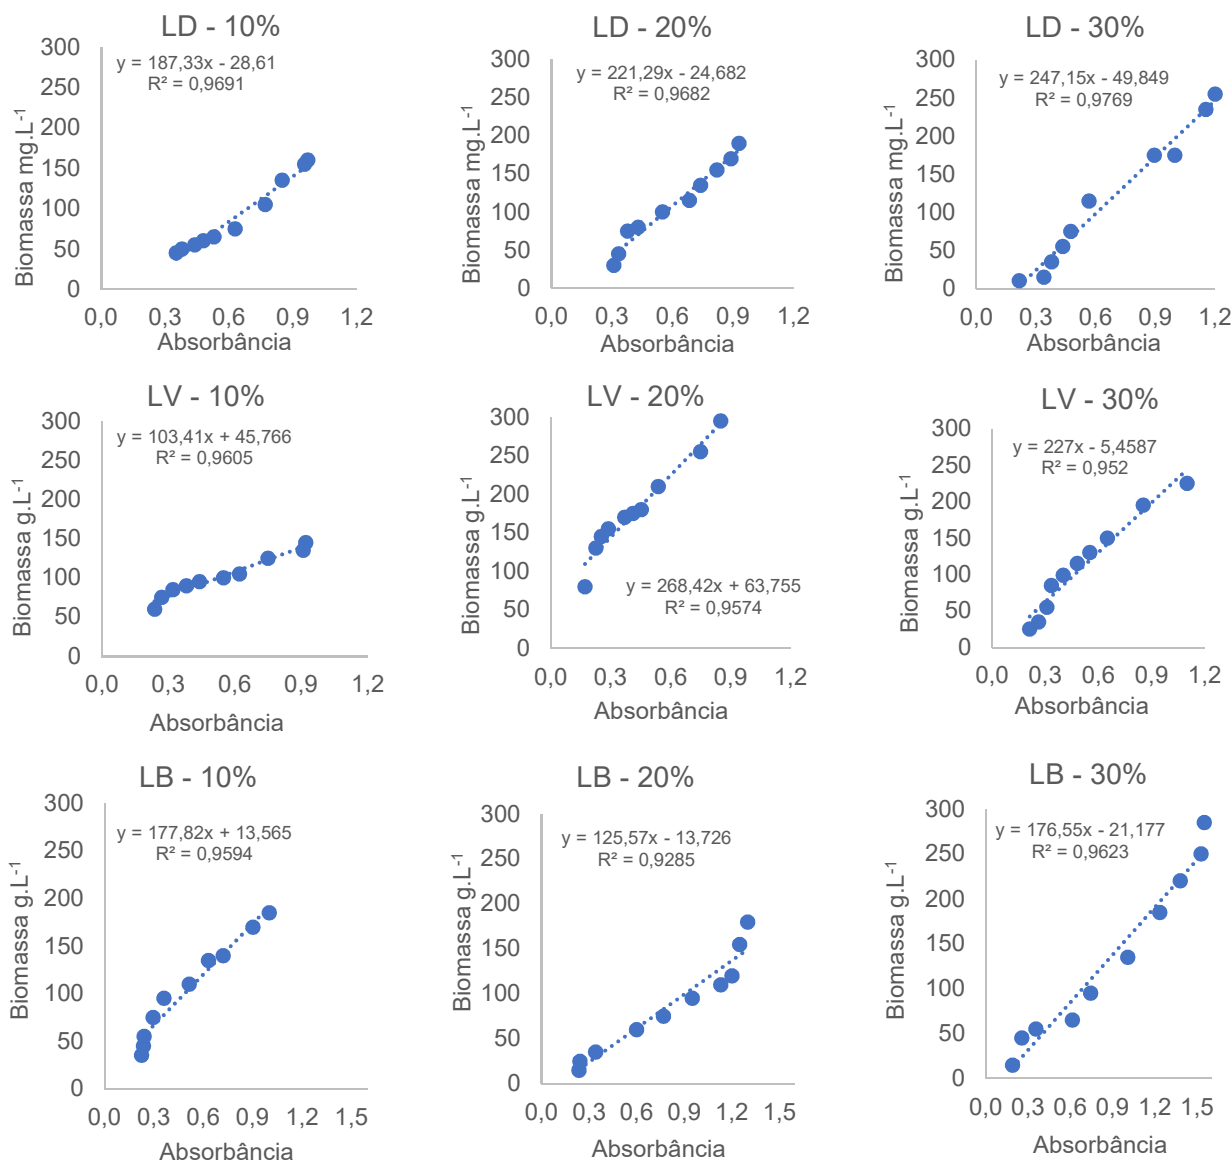 LD - 10%
y = 187,33x - 28,61
R² = 0,9691
Biomassa mg.L⁻¹
300
250
200
150
100
50
0
0,0 0,3 0,6 0,9 1,2
Absorbância
LD - 20%
y = 221,29x - 24,682
R² = 0,9682
Biomassa mg.L⁻¹
300
250
200
150
100
50
0
0,0 0,3 0,6 0,9 1,2
Absorbância
LD - 30%
y = 247,15x - 49,849
R² = 0,9769
Biomassa mg.L⁻¹
300
250
200
150
100
50
0
0,0 0,3 0,6 0,9 1,2
Absorbância
LV - 10%
y = 103,41x + 45,766
R² = 0,9605
Biomassa g.L⁻¹
300
250
200
150
100
50
0
0,0 0,3 0,6 0,9 1,2
Absorbância
LV - 20%
Biomassa g.L⁻¹
300
250
200
150
100
50
0
y = 268,42x + 63,755
R² = 0,9574
0,0 0,3 0,6 0,9 1,2
Absorbância
LV - 30%
y = 227x - 5,4587
R² = 0,952
Biomassa g.L⁻¹
300
250
200
150
100
50
0
0,0 0,3 0,6 0,9 1,2
Absorbância
LB - 10%
y = 177,82x + 13,565
R² = 0,9594
Biomassa g.L⁻¹
300
250
200
150
100
50
0
0,0 0,3 0,6 0,9 1,2 1,5
Absorbância
LB - 20%
y = 125,57x - 13,726
R² = 0,9285
Biomassa g.L⁻¹
300
250
200
150
100
50
0
0,0 0,3 0,6 0,9 1,2 1,5
Absorbância
LB - 30%
y = 176,55x - 21,177
R² = 0,9623
Biomassa g.L⁻¹
300
250
200
150
100
50
0
0,0 0,3 0,6 0,9 1,2 1,5
Absorbância